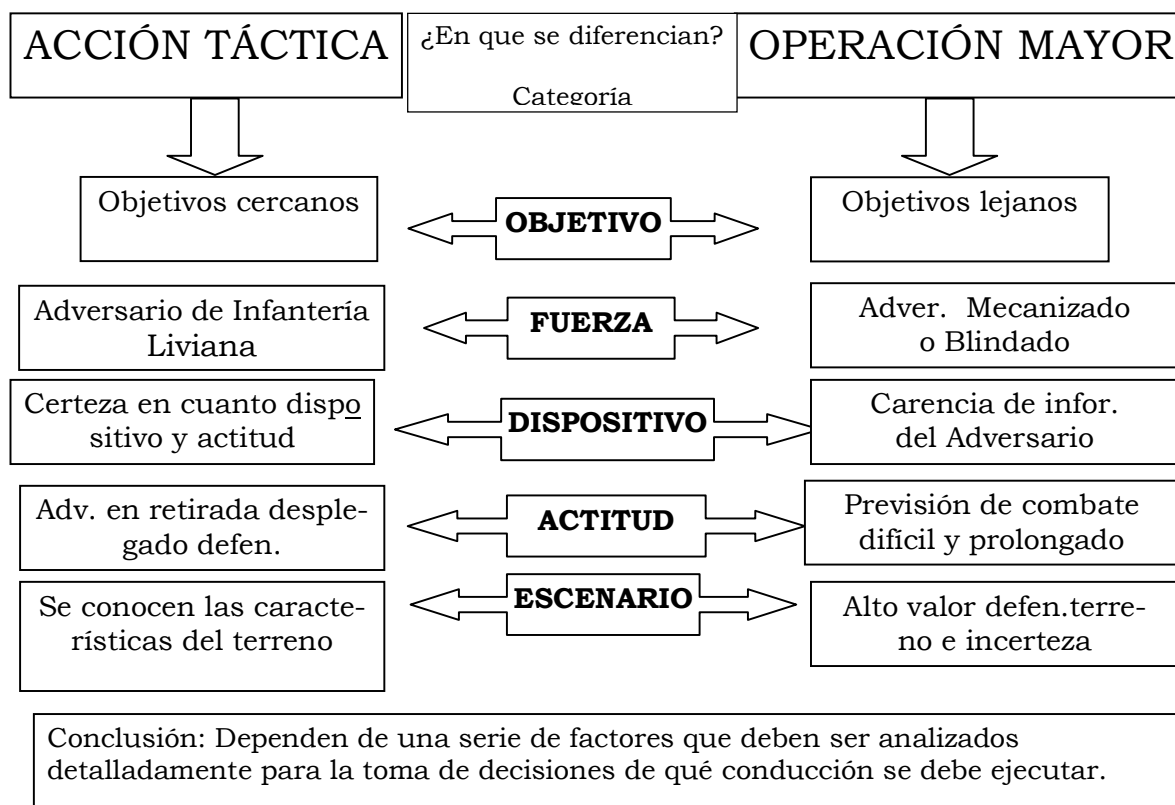 ACCIÓN TÁCTICA
¿En que se diferencian?
Categoría
OPERACIÓN MAYOR
Objetivos cercanos
OBJETIVO
Objetivos lejanos
Adversario de Infantería
Liviana
FUERZA
Adver. Mecanizado
o Blindado
Certeza en cuanto dispo
sitivo y actitud
DISPOSITIVO
Carencia de infor.
del Adversario
Adv. en retirada desple-
gado defen.
ACTITUD
Previsión de combate
difícil y prolongado
Se conocen las caracte-
rísticas del terreno
ESCENARIO
Alto valor defen.terre-
no e incerteza
Conclusión: Dependen de una serie de factores que deben ser analizados
detalladamente para la toma de decisiones de qué conducción se debe ejecutar.